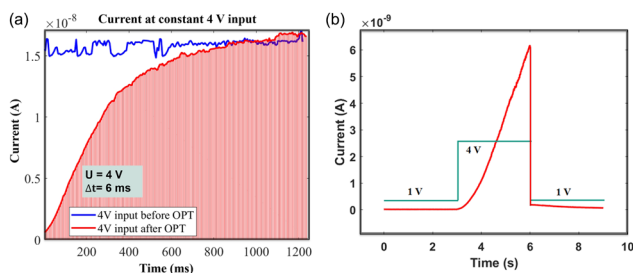 (a)
Current at constant 4 V input
×10⁻⁸
1.5
1
0.5
0
Current (A)
U = 4 V
Δt= 6 ms
4V input before OPT
4V input after OPT
0 200 400 600 800 1000 1200
Time (ms)
(b)
×10⁻⁹
6
5
4
3
2
1
0
Current (A)
1 V
4 V
1 V
0 2 4 6 8 10
Time (s)